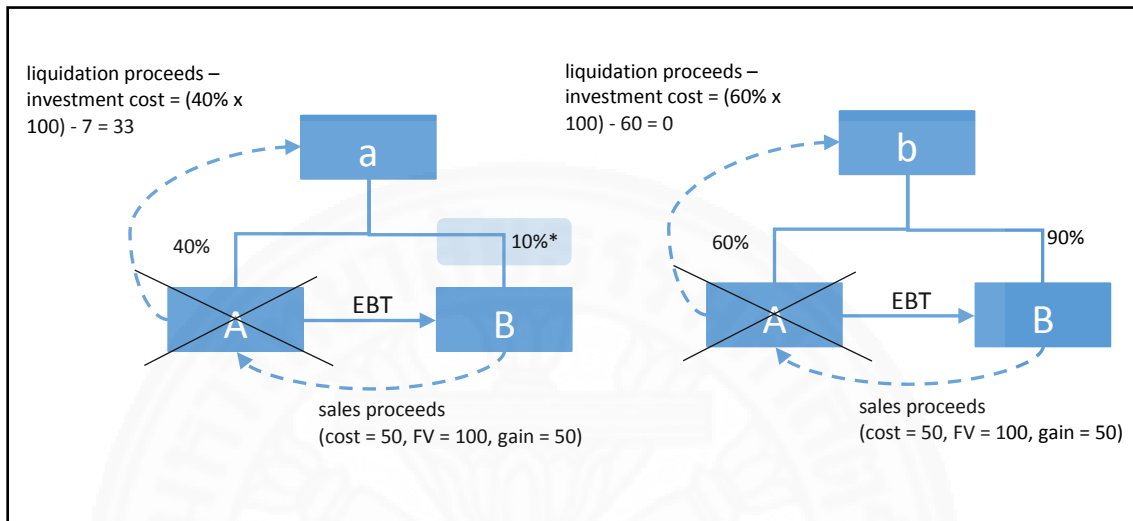 liquidation proceeds –
investment cost = (40% x
100) - 7 = 33
a
40%
10%*
A
EBT
B
sales proceeds
(cost = 50, FV = 100, gain = 50)
liquidation proceeds –
investment cost = (60% x
100) - 60 = 0
b
60%
90%
A
EBT
B
sales proceeds
(cost = 50, FV = 100, gain = 50)